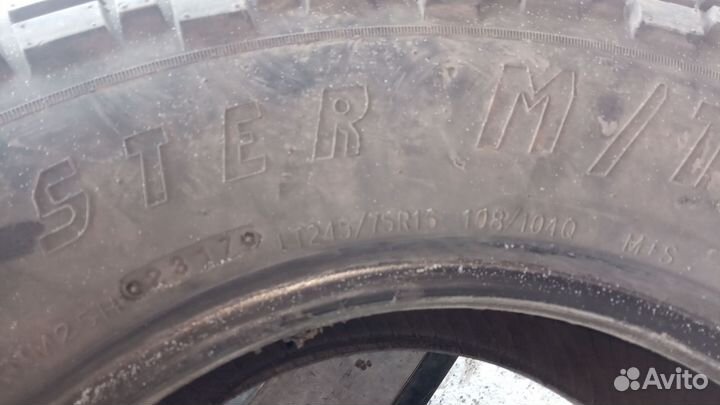 STER M/T
2317 LT245/75R16 108/104Q M+S
Avito